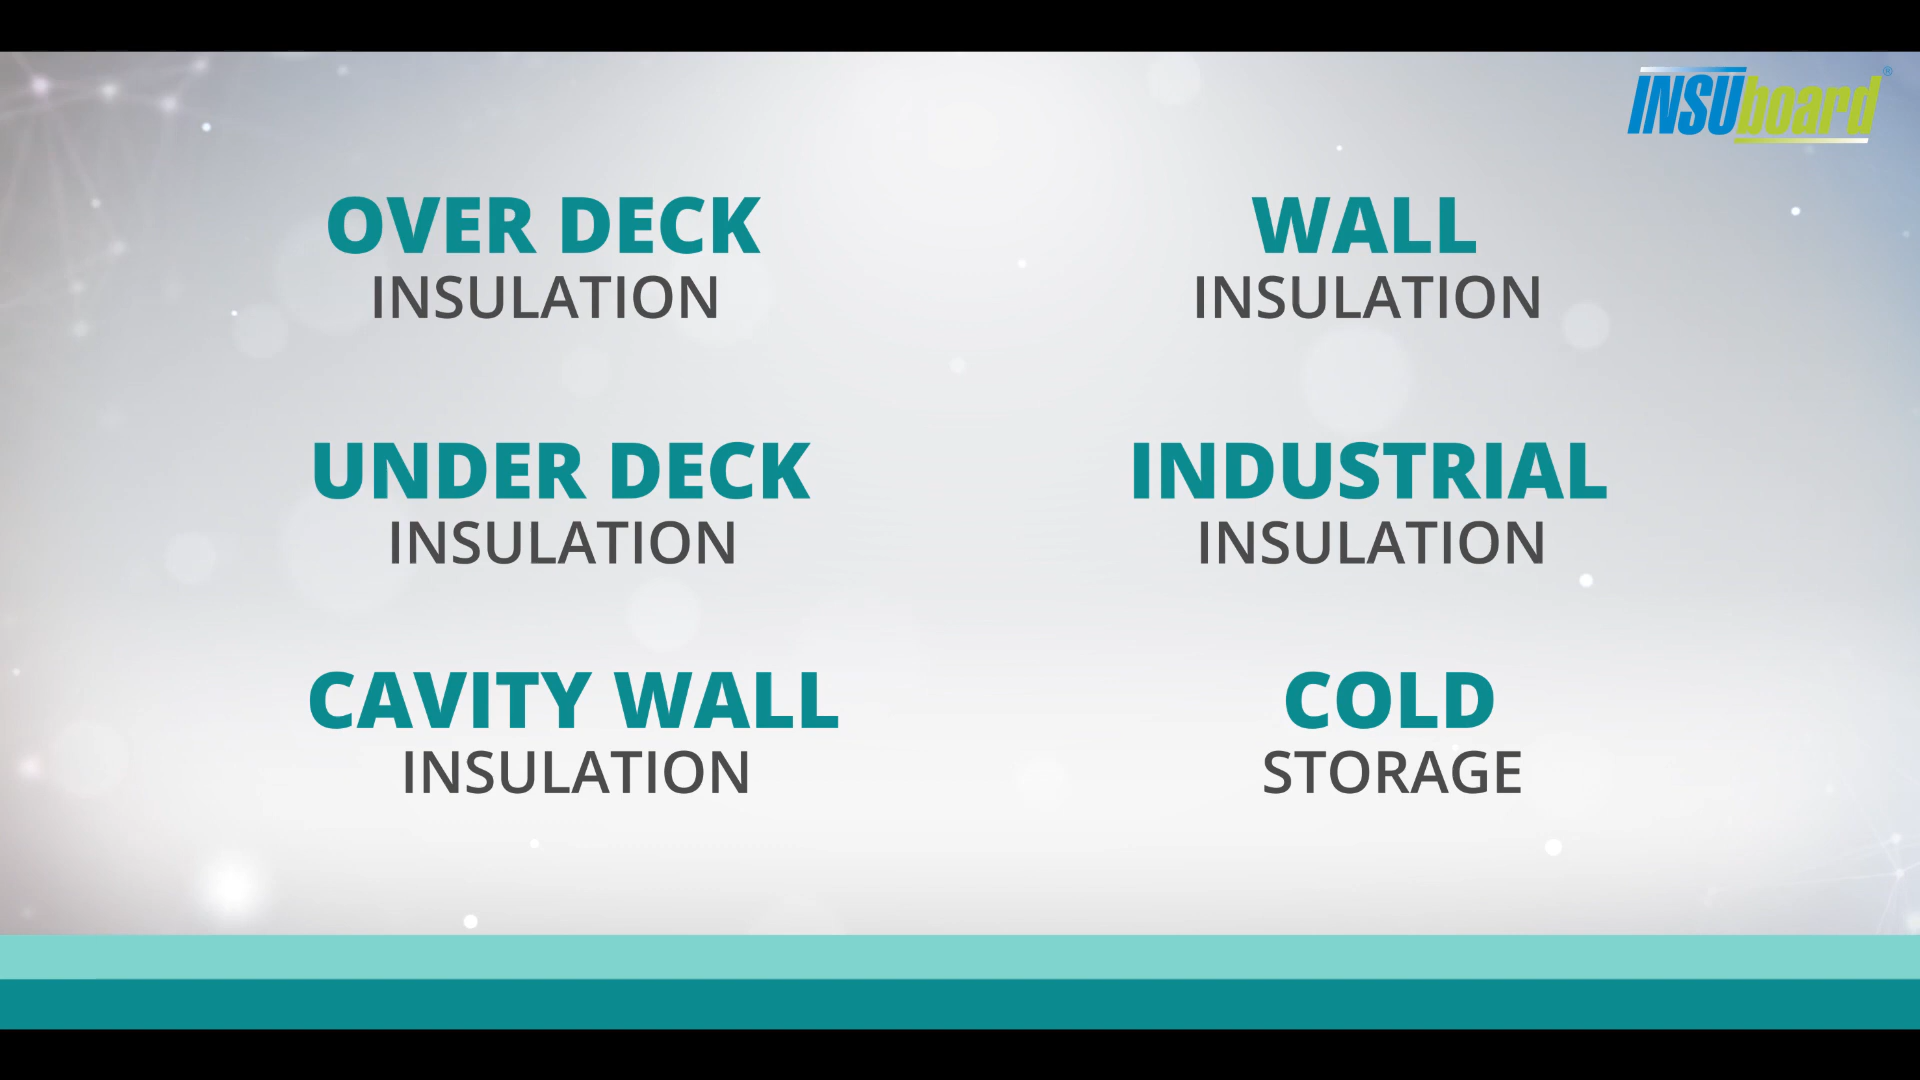 INSUboard®
OVER DECK
INSULATION
WALL
INSULATION
UNDER DECK
INSULATION
INDUSTRIAL
INSULATION
CAVITY WALL
INSULATION
COLD
STORAGE